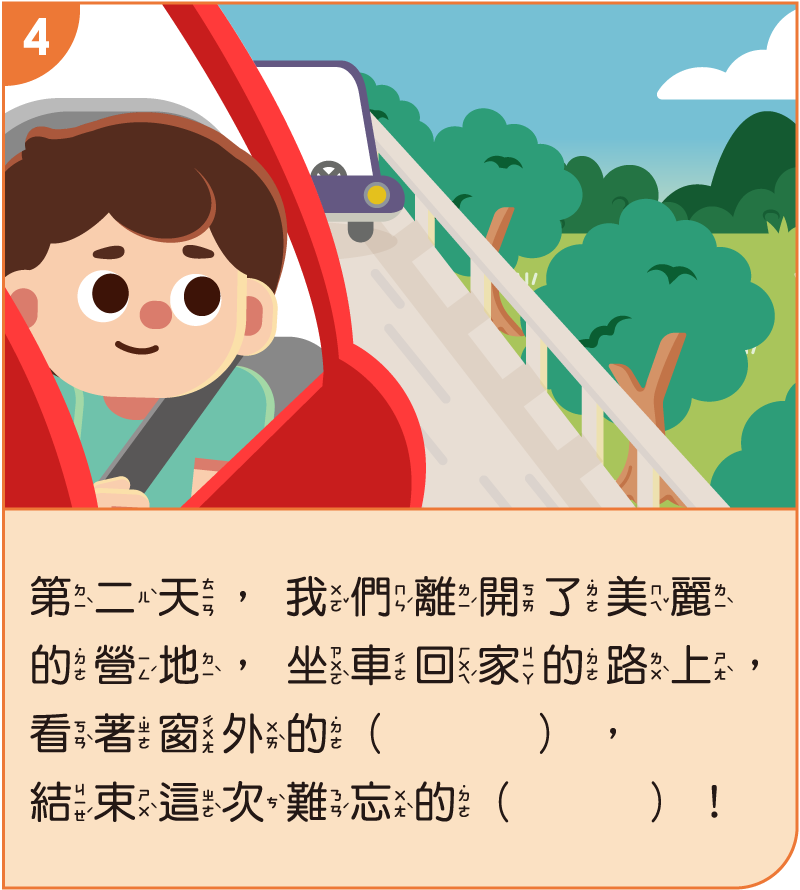 4
第二天， 我們離開了美麗
的營地， 坐車回家的路上，
看著窗外的（ ），
結束這次難忘的（ ）！